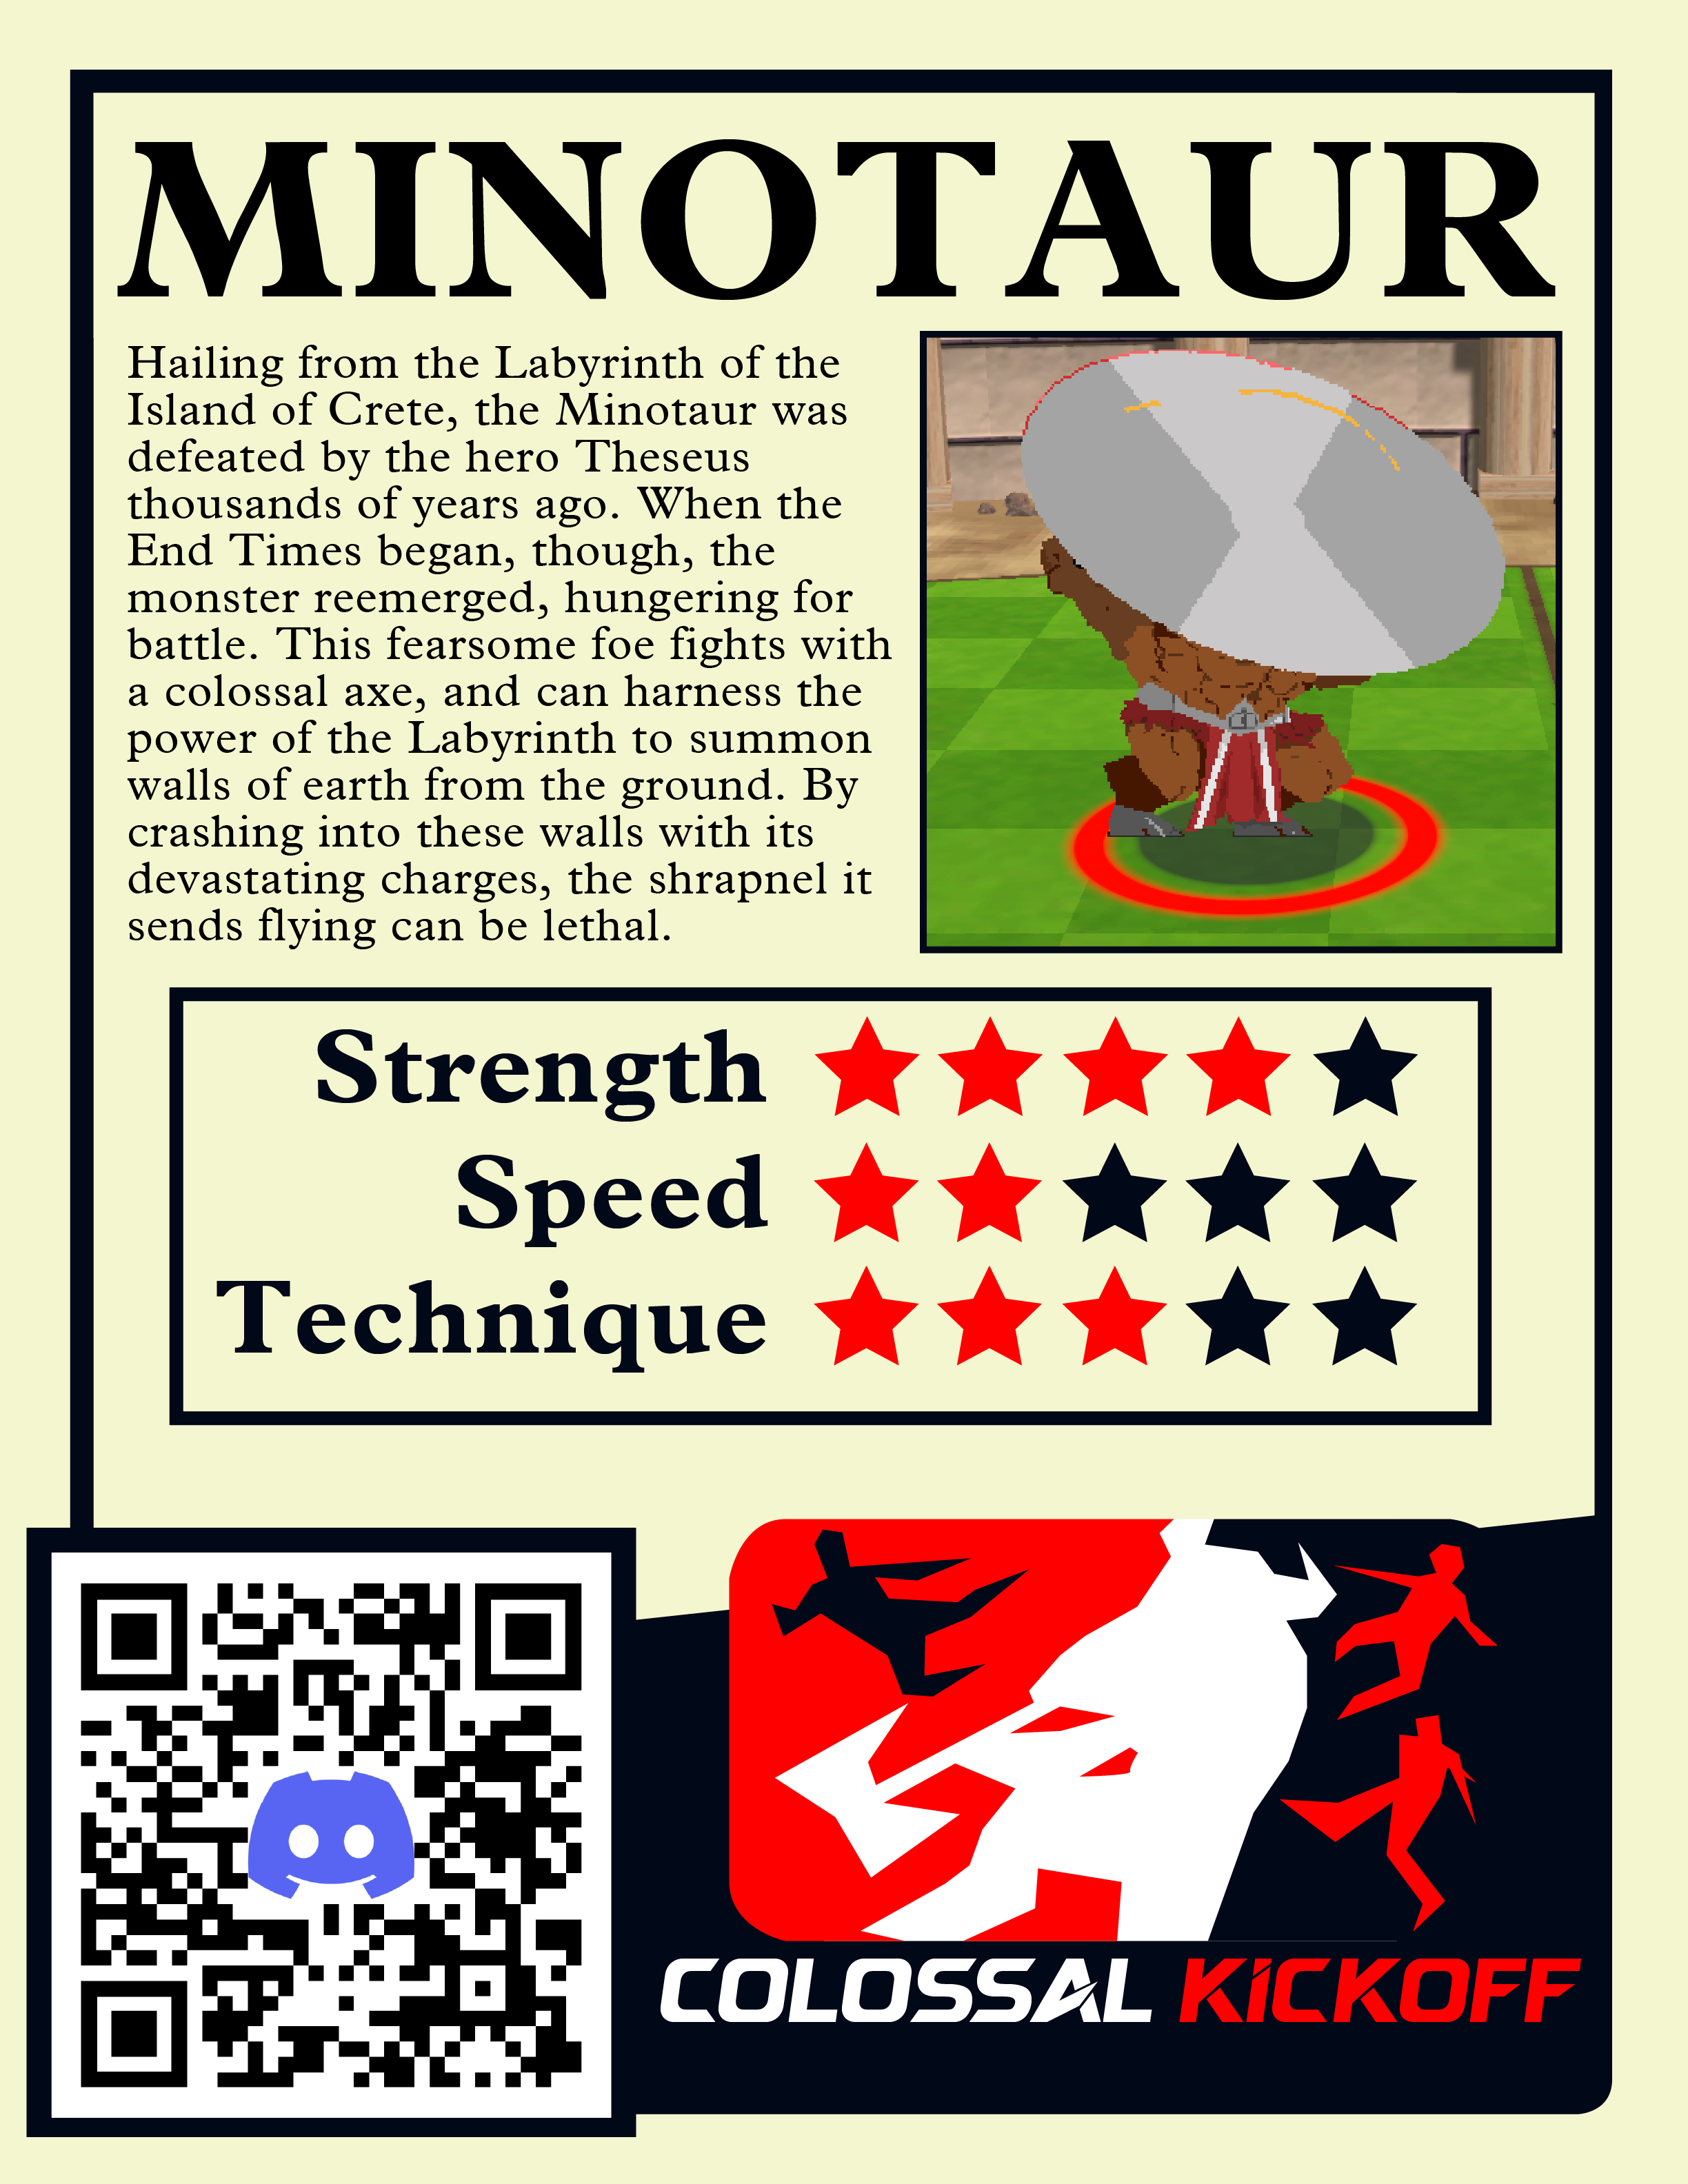 MINOTAUR
Hailing from the Labyrinth of the
Island of Crete, the Minotaur was
defeated by the hero Theseus
thousands of years ago. When the
End Times began, though, the
monster reemerged, hungering for
battle. This fearsome foe fights with
a colossal axe, and can harness the
power of the Labyrinth to summon
walls of earth from the ground. By
crashing into these walls with its
devastating charges, the shrapnel it
sends flying can be lethal.
Strength
Speed
Technique
COLOSSAL KICKOFF